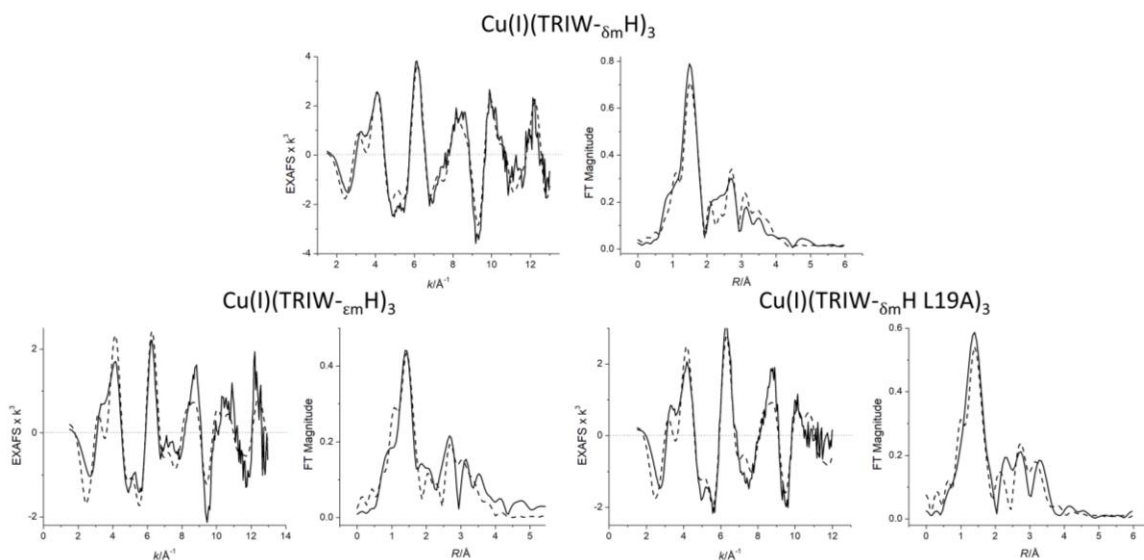 Cu(I)(TRIW-δmH)3
EXAFS x k3
4
2
0
-2
-4
2 4 6 8 10 12
k/Å-1
FT Magnitude
0.8
0.6
0.4
0.2
0.0
0 1 2 3 4 5 6
R/Å
Cu(I)(TRIW-εmH)3
EXAFS x k3
2
0
-2
0 2 4 6 8 10 12 14
k/Å-1
FT Magnitude
0.4
0.2
0.0
0 1 2 3 4 5
R/Å
Cu(I)(TRIW-δmH L19A)3
EXAFS x k3
2
0
-2
0 2 4 6 8 10 12
k/Å-1
FT Magnitude
0.6
0.4
0.2
0.0
0 1 2 3 4 5 6
R/Å